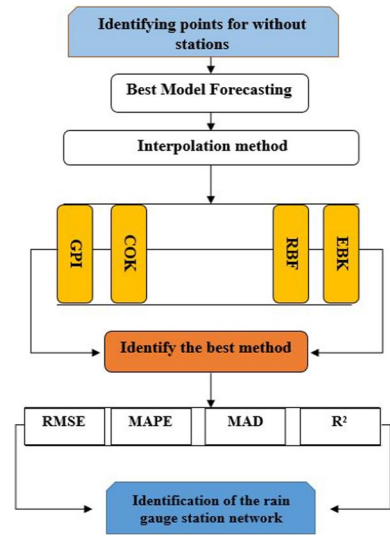 Identifying points for without
stations
Best Model Forecasting
Interpolation method
GPI
COK
RBF
EBK
Identify the best method
RMSE
MAPE
MAD
R²
Identification of the rain
gauge station network